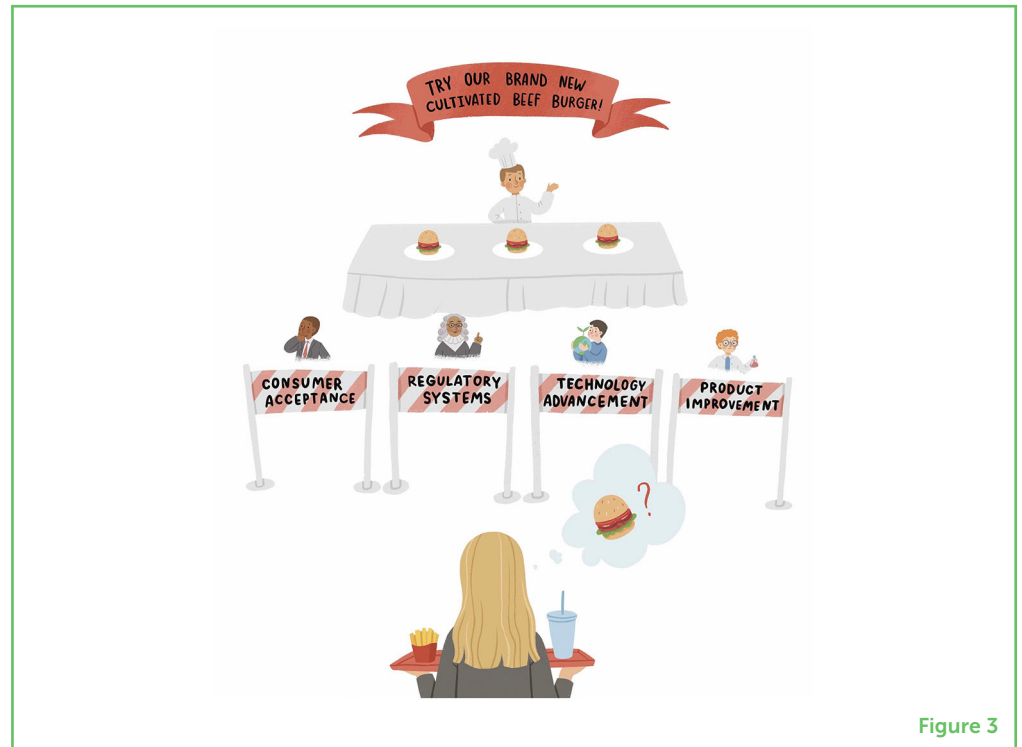 TRY OUR BRAND NEW
CULTIVATED BEEF BURGER!
CONSUMER
ACCEPTANCE
REGULATORY
SYSTEMS
TECHNOLOGY
ADVANCEMENT
PRODUCT
IMPROVEMENT
?
Figure 3